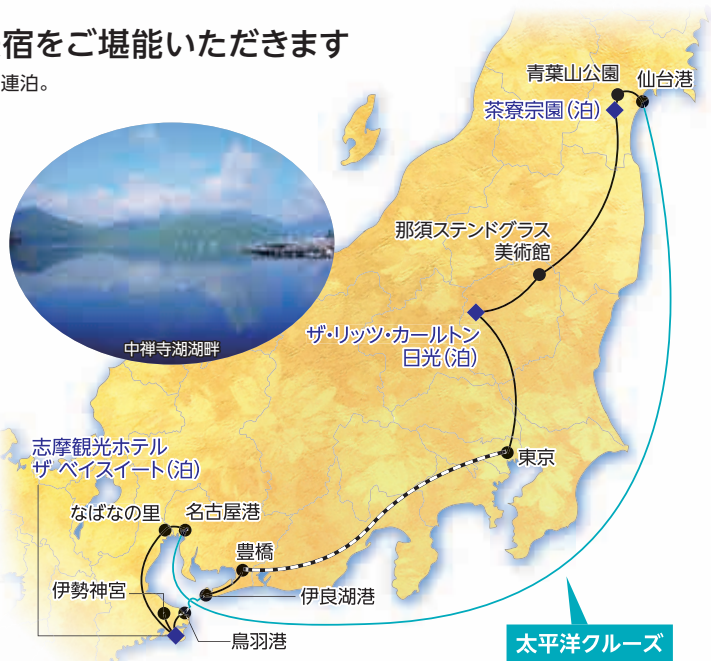 宿をご堪能いただきます
連泊。
青葉山公園
仙台港
茶寮宗園(泊)
那須ステンドグラス
美術館
中禅寺湖湖畔
ザ・リッツ・カールトン
日光(泊)
志摩観光ホテル
ザ ベイスイート(泊)
東京
なばなの里
名古屋港
豊橋
伊勢神宮
伊良湖港
鳥羽港
太平洋クルーズ